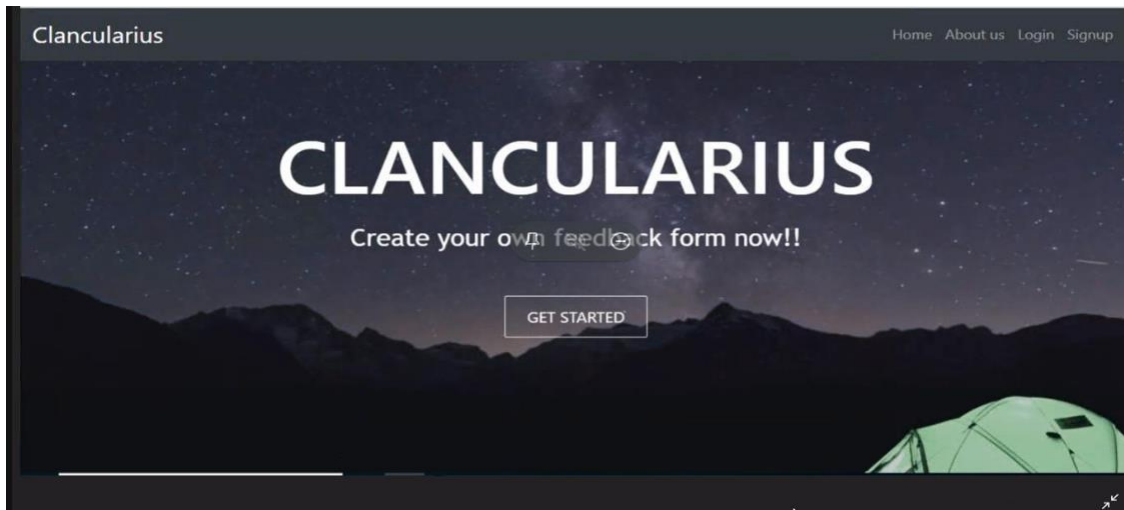 Clancularius
Home About us Login Signup
CLANCULARIUS
Create your own feedback form now!!
GET STARTED